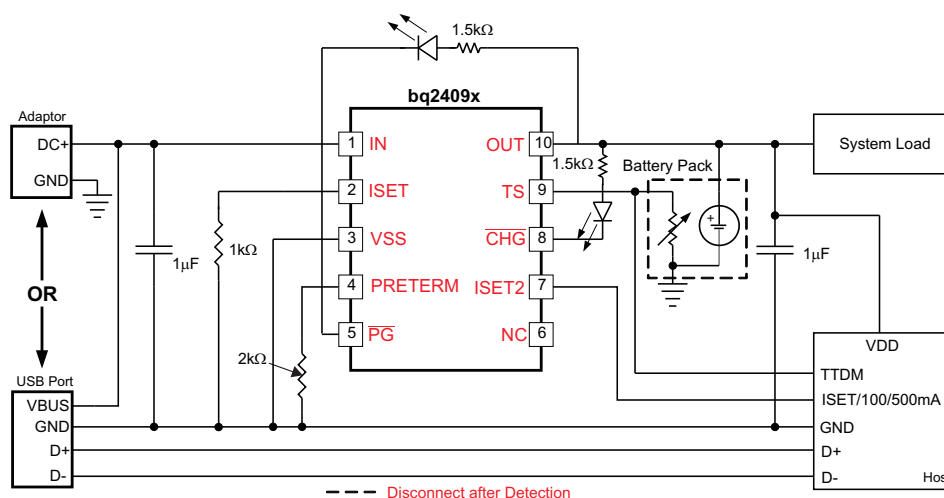 1.5kΩ
bq2409x
Adaptor
DC+
GND
1 IN
2 ISET
3 VSS
4 PRETERM
5 PG
OUT 10
TS 9
CHG 8
ISET2 7
NC 6
1.5kΩ
Battery Pack
+
System Load
1μF
1kΩ
2kΩ
1μF
OR
USB Port
VBUS
GND
D+
D-
VDD
TTDM
ISET/100/500mA
GND
D+
D-
Hos
Disconnect after Detection